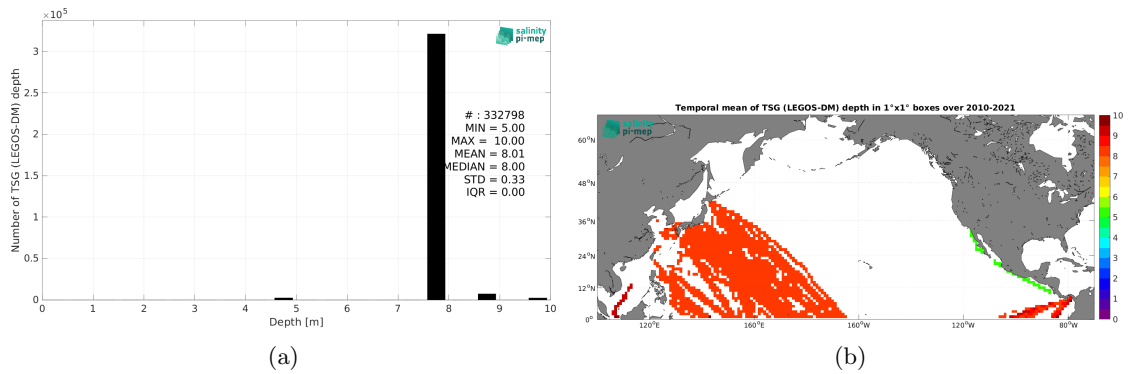 ×10⁵
salinity
pi-mep
3
2.5
2
1.5
1
0.5
0
Number of TSG (LEGOS-DM) depth
# : 332798
MIN = 5.00
MAX = 10.00
MEAN = 8.01
MEDIAN = 8.00
STD = 0.33
IQR = 0.00
0 1 2 3 4 5 6 7 8 9 10
Depth [m]
(a)
Temporal mean of TSG (LEGOS-DM) depth in 1°x1° boxes over 2010-2021
salinity
pi-mep
60°N
48°N
36°N
24°N
12°N
0°
120°E 160°E 160°W 120°W 80°W
10
9
8
7
6
5
4
3
2
1
0
(b)